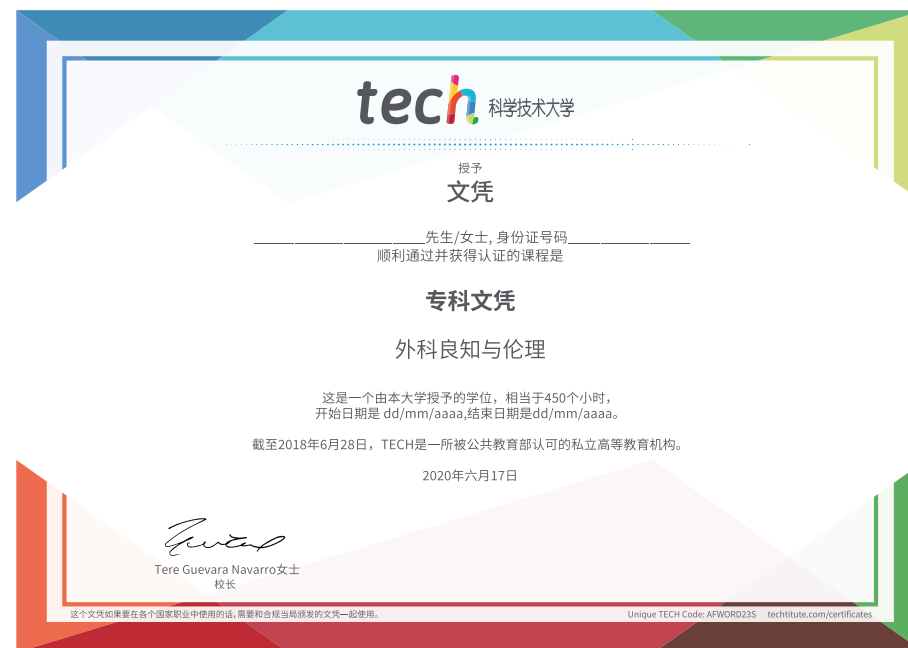 tech 科学技术大学
授予
文凭
______________________先生/女士, 身份证号码________________
顺利通过并获得认证的课程是
专科文凭
外科良知与伦理
这是一个由本大学授予的学位，相当于450个小时，
开始日期是 dd/mm/aaaa,结束日期是dd/mm/aaaa。
截至2018年6月28日，TECH是一所被公共教育部认可的私立高等教育机构。
2020年六月17日
Tere Guevara Navarro女士
校长
这个文凭如果要在各个国家职业中使用的话,需要和合规当局颁发的文凭一起使用。
Unique TECH Code: AFWORD23S techtitute.com/certificates